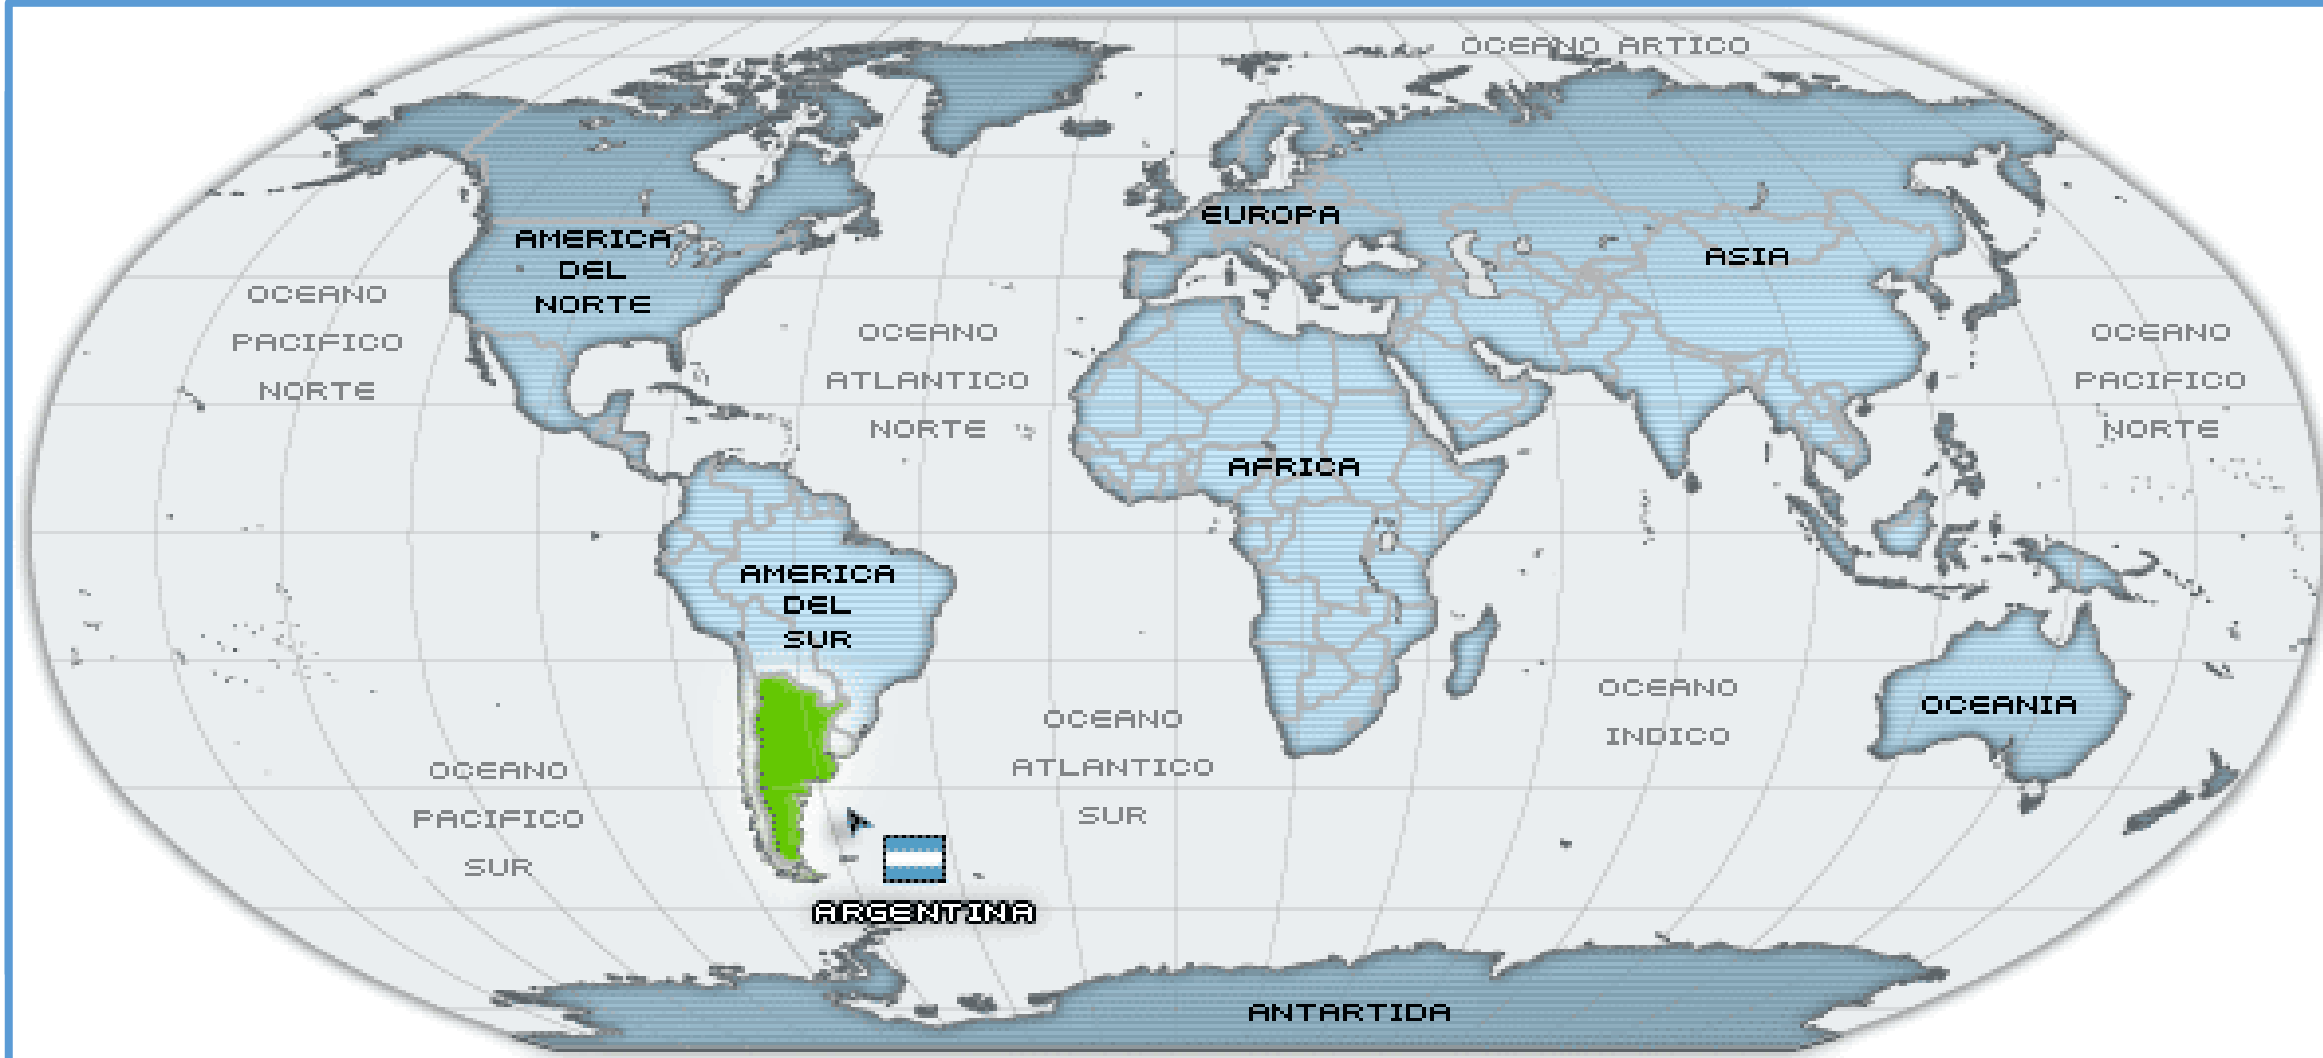 OCEANO ARTICO
EUROPA
AMERICA
DEL
NORTE
ASIA
OCEANO
PACIFICO
NORTE
OCEANO
ATLANTICO
NORTE
OCEANO
PACIFICO
NORTE
AFRICA
AMERICA
DEL
SUR
OCEANO
INDICO
OCEANIA
OCEANO
ATLANTICO
SUR
OCEANO
PACIFICO
SUR
ARGENTINA
ANTARTIDA